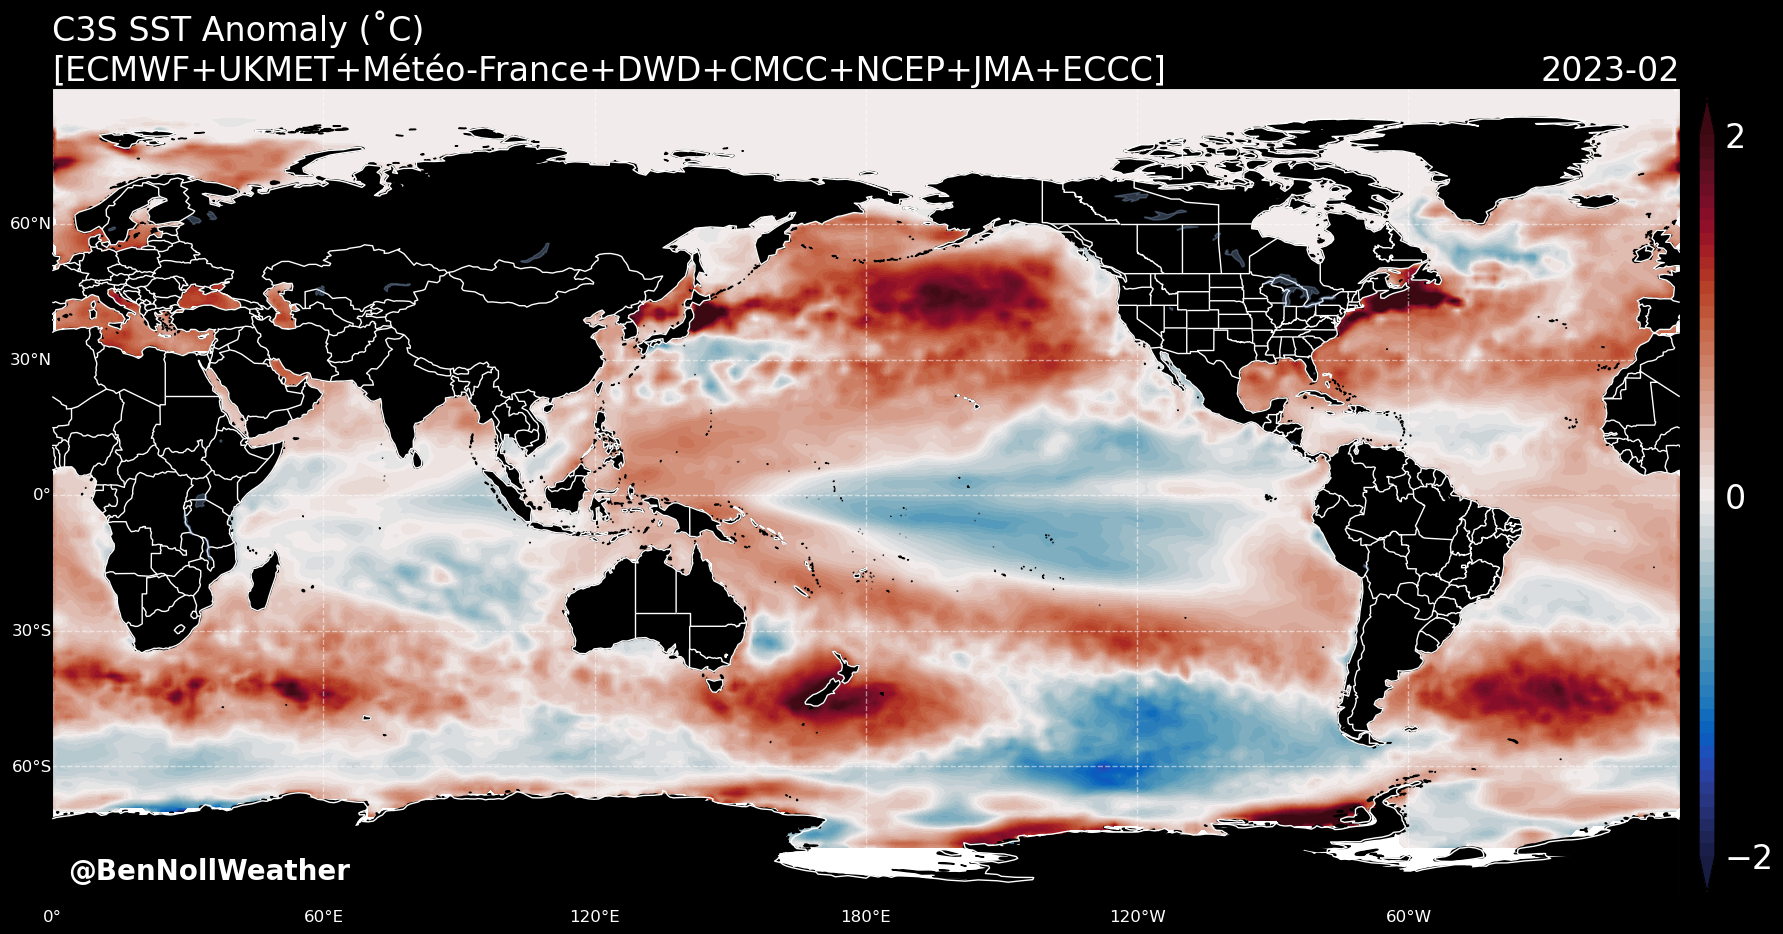 C3S SST Anomaly (˚C)
[ECMWF+UKMET+Météo-France+DWD+CMCC+NCEP+JMA+ECCC]
2023-02
2
0
−2
60°N
30°N
0°
30°S
60°S
@BenNollWeather
0°
60°E
120°E
180°E
120°W
60°W